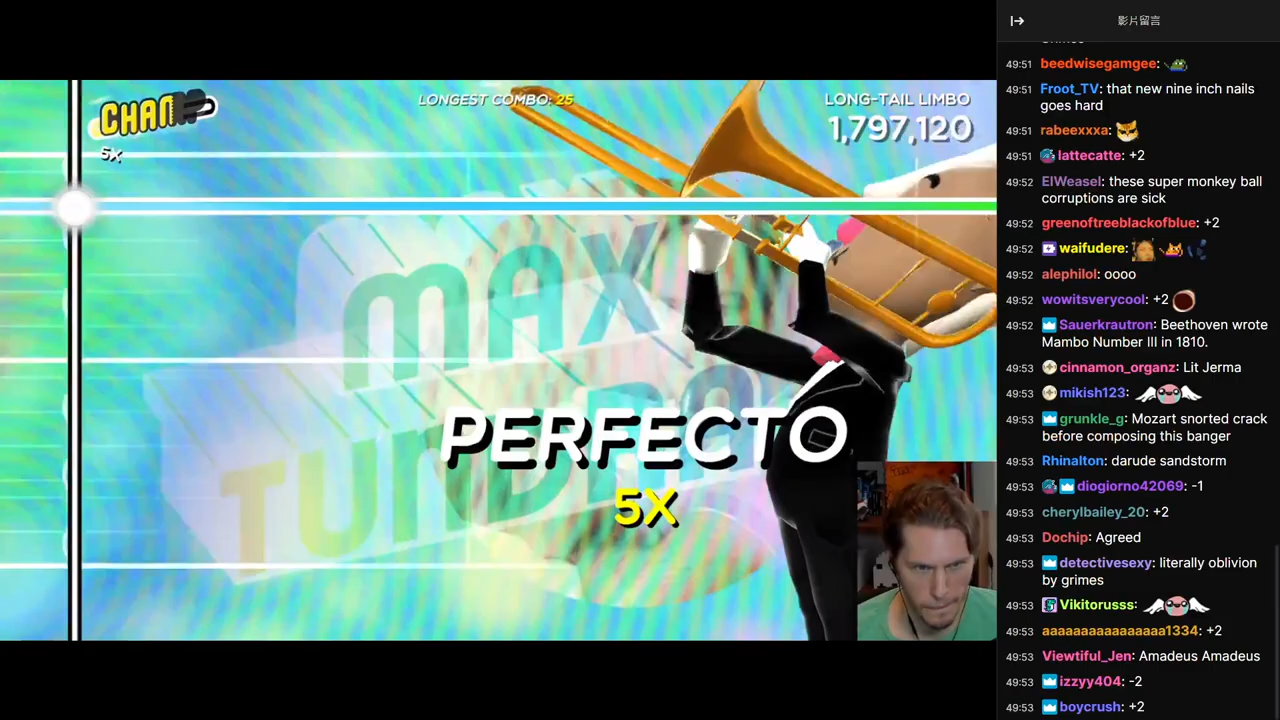 CHAMP
5X
LONGEST COMBO: 25
LONG-TAIL LIMBO
1,797,120
MAX
PERFECTO
5X
影片留言
49:51 beedwisegamgee:
49:51 Froot_TV: that new nine inch nails
goes hard
49:51 rabeexxxa:
49:51 lattecatte: +2
49:52 ElWeasel: these super monkey ball
corruptions are sick
49:52 greenoftreeblackofblue: +2
49:52 waifudere:
49:52 alephilol: oooo
49:52 wowitsverycool: +2
49:52 Sauerkrautron: Beethoven wrote
Mambo Number III in 1810.
49:53 cinnamon_organz: Lit Jerma
49:53 mikish123:
49:53 grunkle_g: Mozart snorted crack
before composing this banger
49:53 Rhinalton: darude sandstorm
49:53 diogiorno42069: -1
49:53 cherylbailey_20: +2
49:53 Dochip: Agreed
49:53 detectivesexy: literally oblivion
by grimes
49:53 Vikitorusss:
49:53 aaaaaaaaaaaaaaaa1334: +2
49:53 Viewtiful_Jen: Amadeus Amadeus
49:53 izzyy404: -2
49:53 boycrush: +2